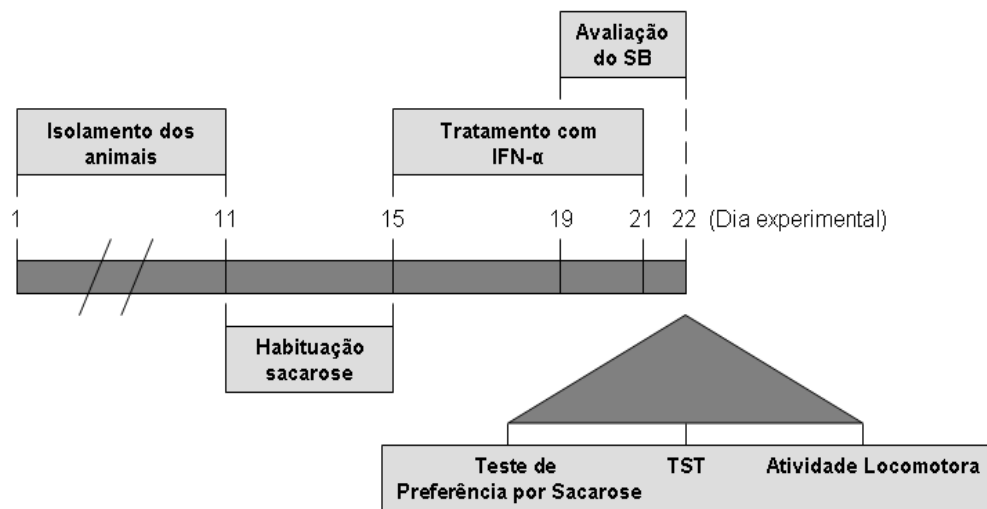 Avaliação
do SB
Isolamento dos
animais
Tratamento com
IFN-α
1 11 15 19 21 22 (Dia experimental)
Habituação
sacarose
Teste de
Preferência por Sacarose
TST
Atividade Locomotora